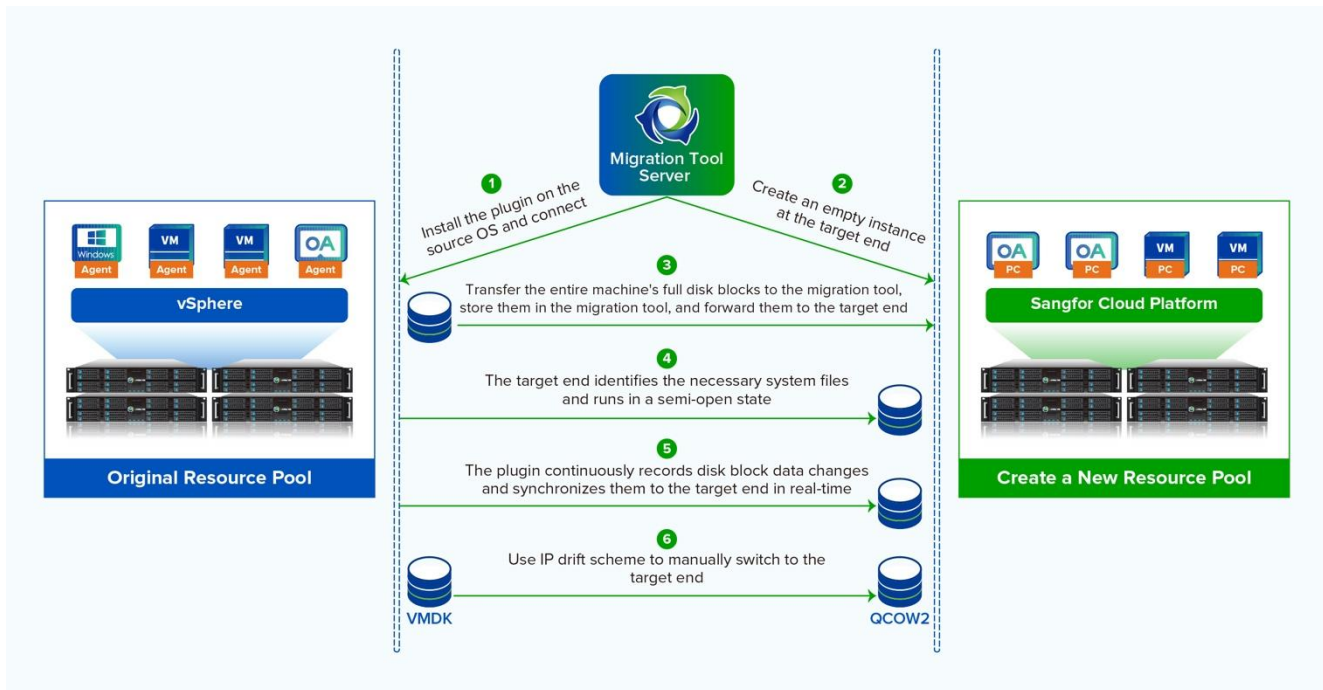 Migration Tool
Server
1
Install the plugin on the
source OS and connect
2
Create an empty instance
at the target end
Windows
Agent
VM
Agent
VM
Agent
OA
Agent
vSphere
Original Resource Pool
3
Transfer the entire machine's full disk blocks to the migration tool,
store them in the migration tool, and forward them to the target end
4
The target end identifies the necessary system files
and runs in a semi-open state
5
The plugin continuously records disk block data changes
and synchronizes them to the target end in real-time
6
Use IP drift scheme to manually switch to the
target end
VMDK
QCOW2
OA
PC
OA
PC
VM
PC
VM
PC
Sangfor Cloud Platform
Create a New Resource Pool